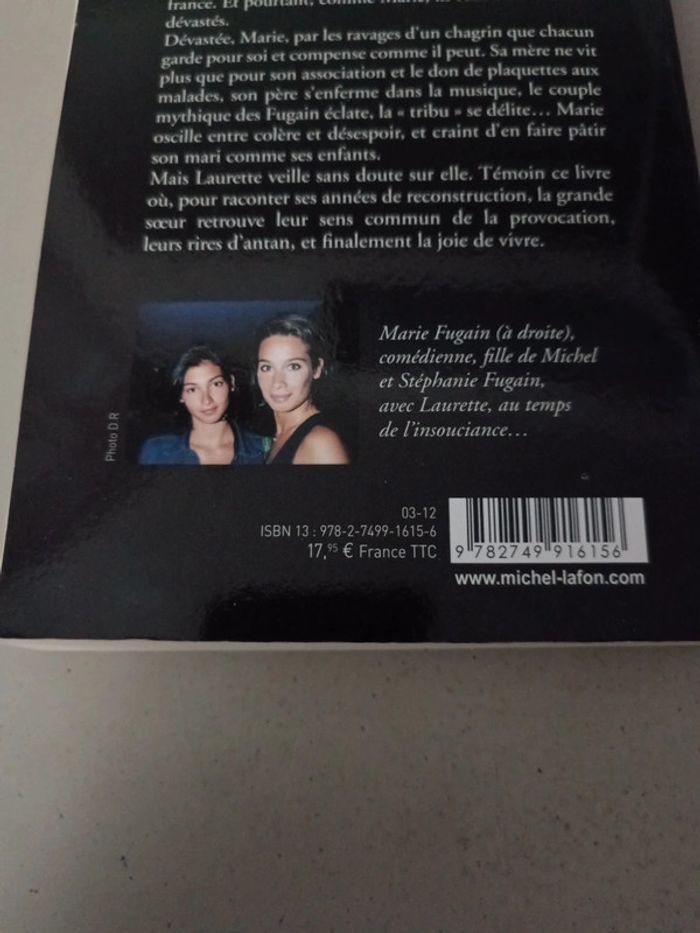 france. Et pourtant, comme Marie, ils
dévastés.
Dévastée, Marie, par les ravages d'un chagrin que chacun
garde pour soi et compense comme il peut. Sa mère ne vit
plus que pour son association et le don de plaquettes aux
malades, son père s'enferme dans la musique, le couple
mythique des Fugain éclate, la « tribu » se délite... Marie
oscille entre colère et désespoir, et craint d'en faire pâtir
son mari comme ses enfants.
Mais Laurette veille sans doute sur elle. Témoin ce livre
où, pour raconter ses années de reconstruction, la grande
sœur retrouve leur sens commun de la provocation,
leurs rires d'antan, et finalement la joie de vivre.
Marie Fugain (à droite),
comédienne, fille de Michel
et Stéphanie Fugain,
avec Laurette, au temps
de l'insouciance...
Photo D.R
03-12
ISBN 13 : 978-2-7499-1615-6
17,95 € France TTC
9 782749 916156
www.michel-lafon.com